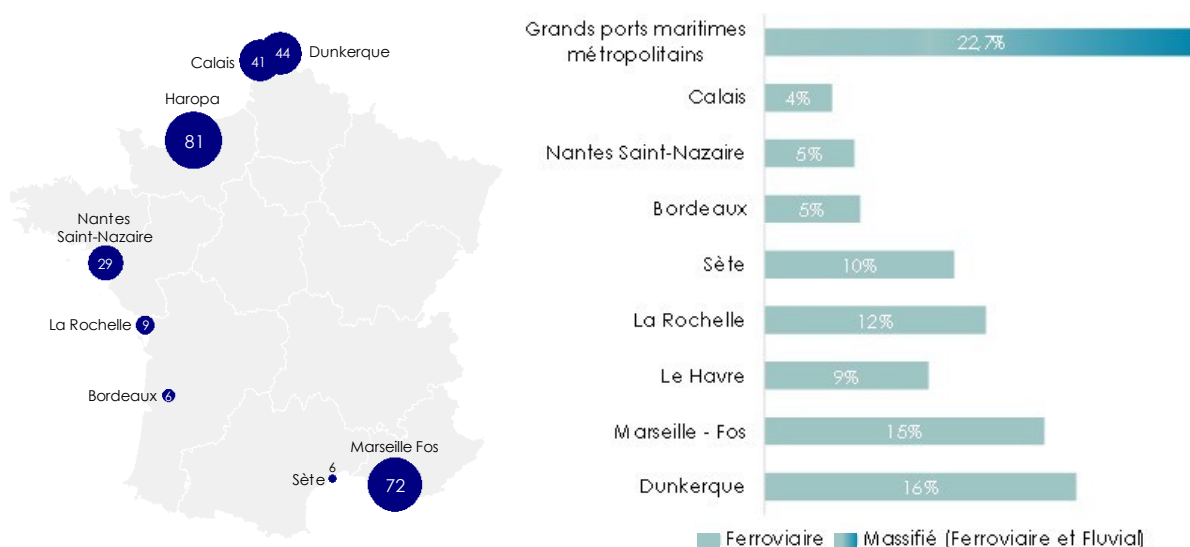 Calais
41
44
Dunkerque
Haropa
81
Nantes
Saint-Nazaire
29
La Rochelle
9
Bordeaux
6
Marseille Fos
72
Sète
6
Grands ports maritimes
métropolitains
22,7%
Calais
4%
Nantes Saint-Nazaire
5%
Bordeaux
5%
Sète
10%
La Rochelle
12%
Le Havre
9%
Marseille - Fos
15%
Dunkerque
16%
Ferroviaire
Massifié (Ferroviaire et Fluvial)